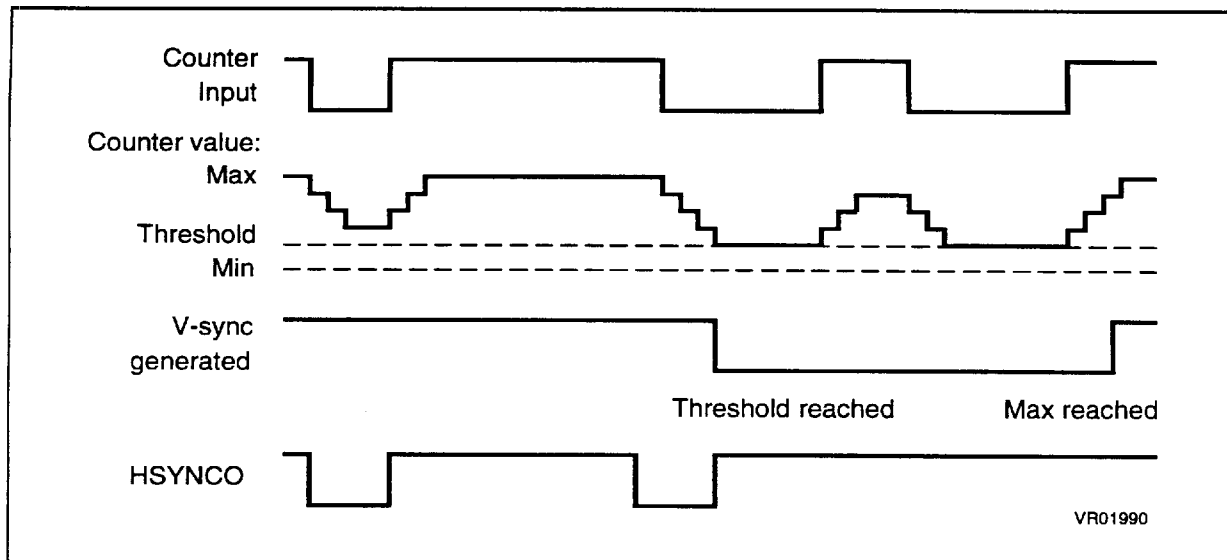 Counter
Input
Counter value:
Max
Threshold
Min
V-sync
generated
Threshold reached
Max reached
HSYNCO
VR01990